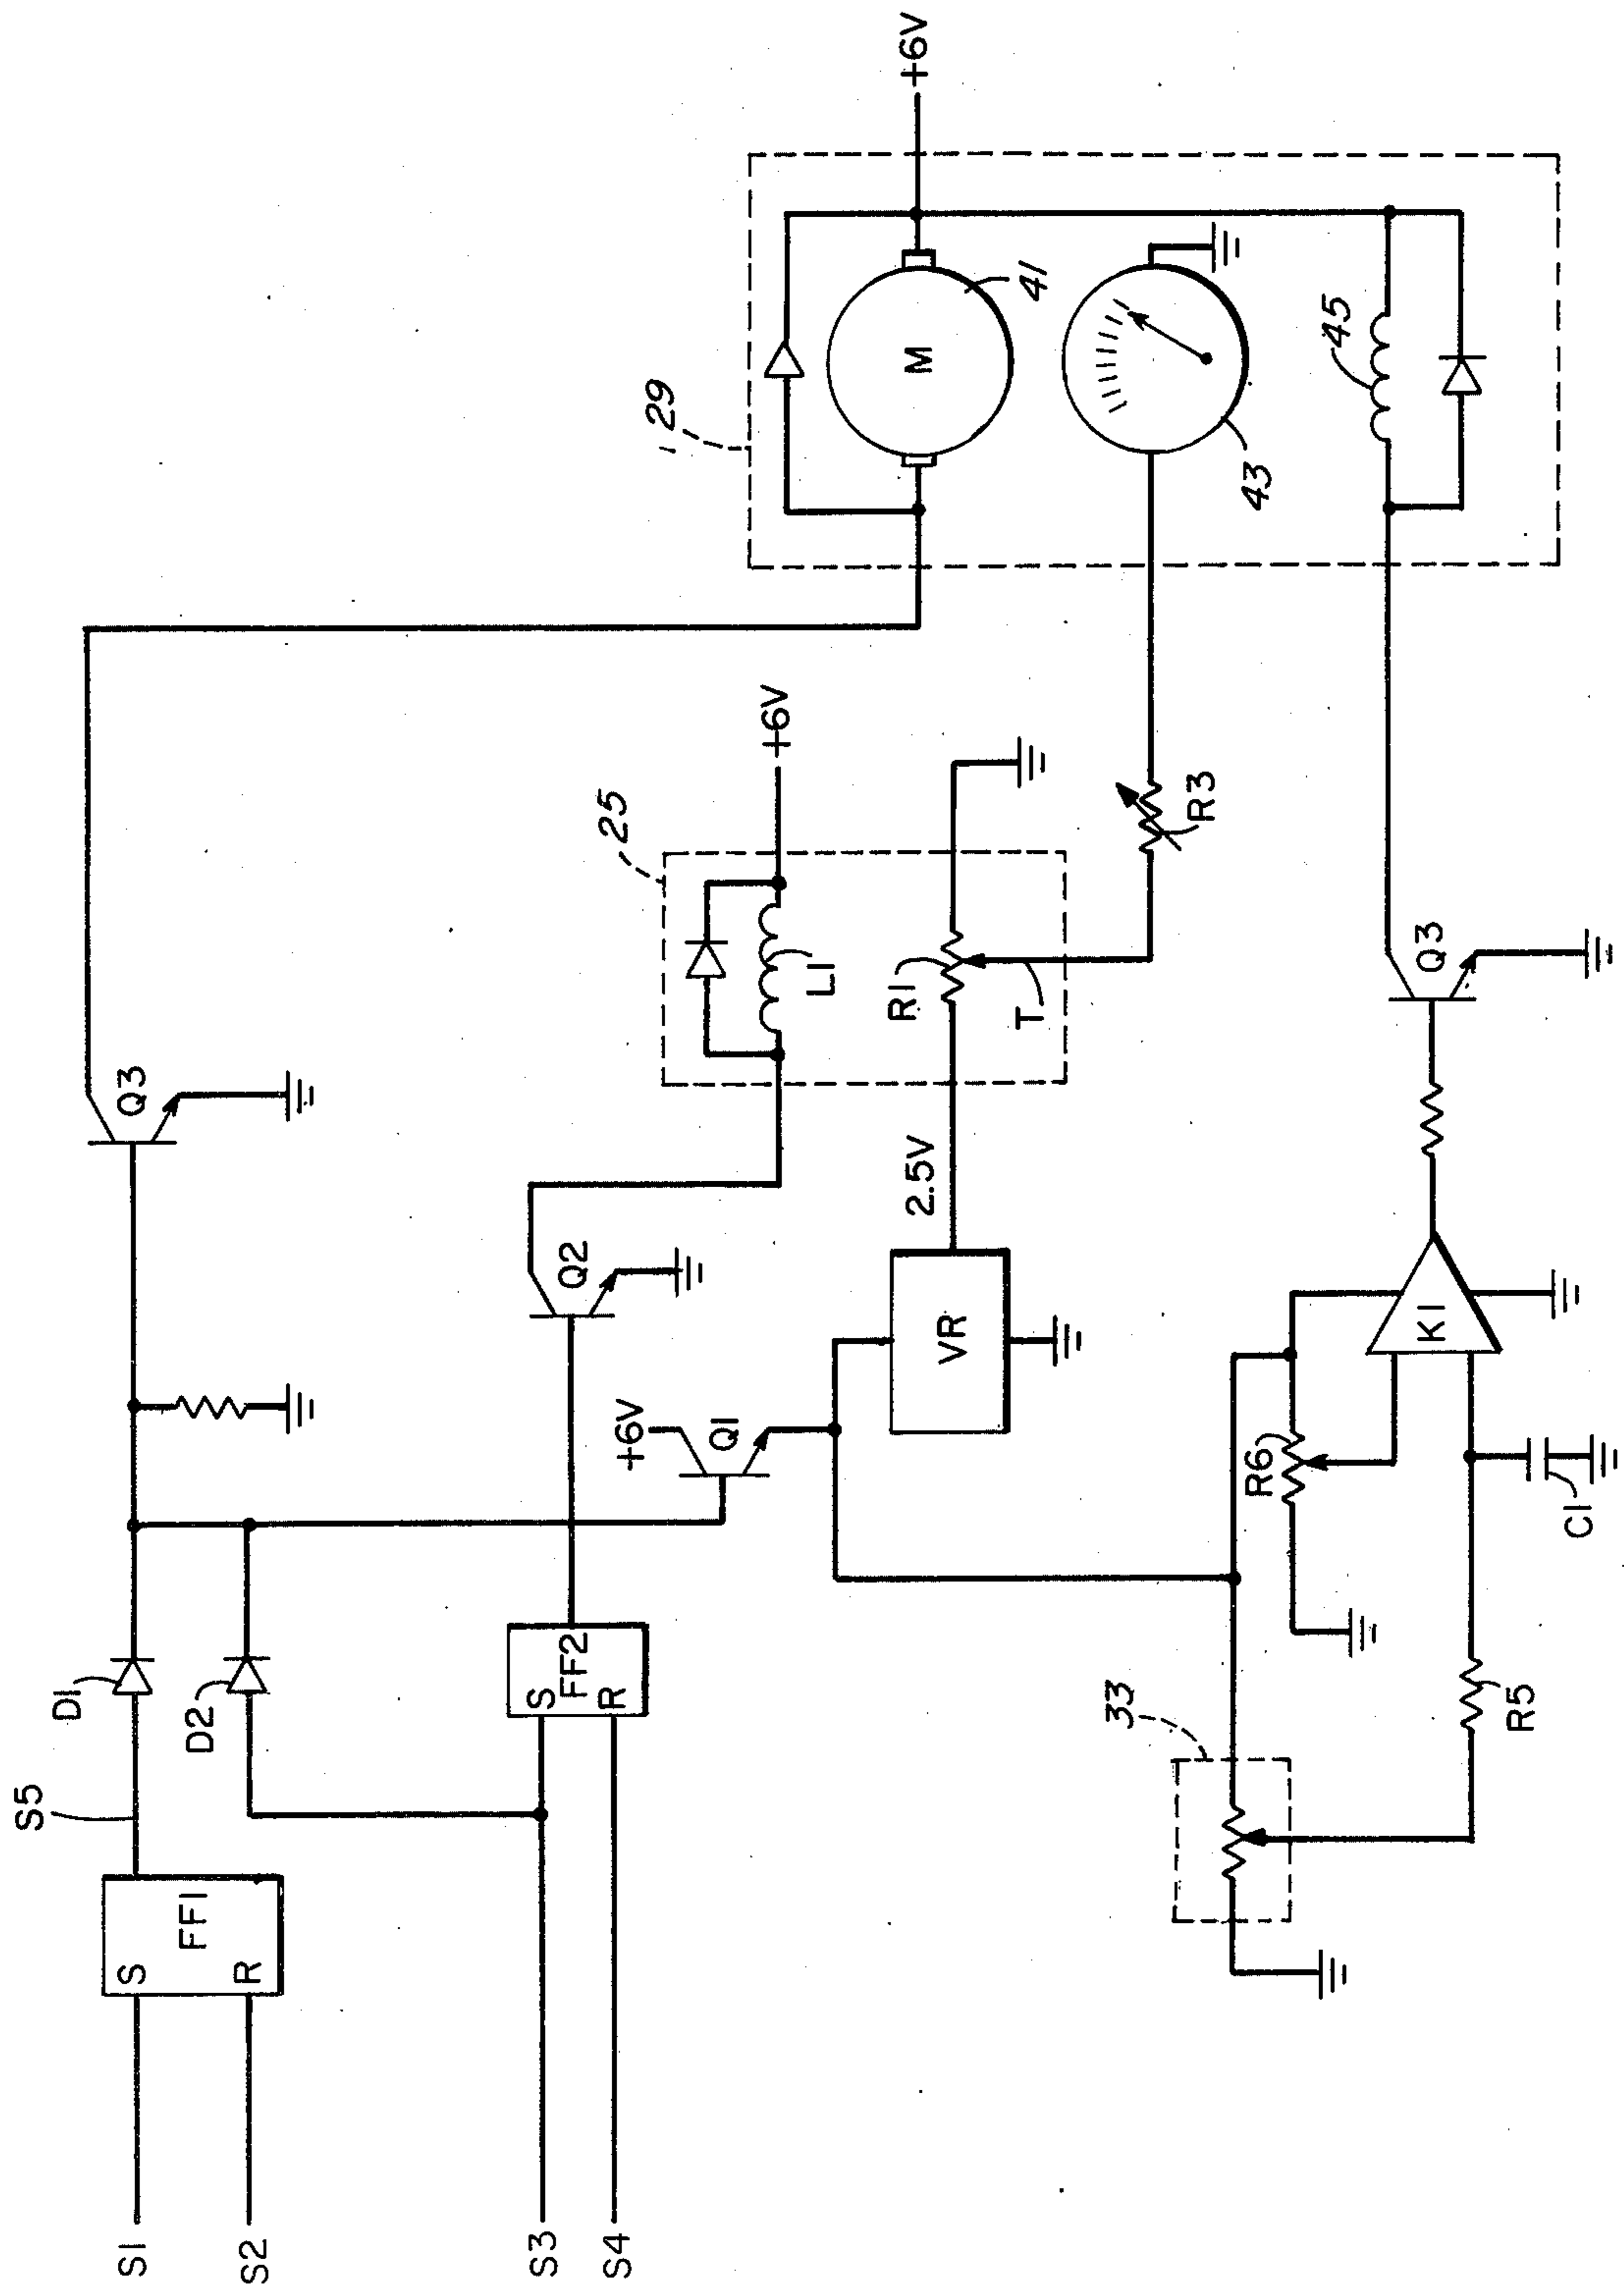 S1
S2
S3
S4
S
FF1
R
S5
D1
D2
S
FF2
R
Q3
Q2
+6V
Q1
VR
2.5V
25
+6V
L1
R1
T
R3
29
M
41
+6V
43
45
33
R5
R6
C1
K1
Q3